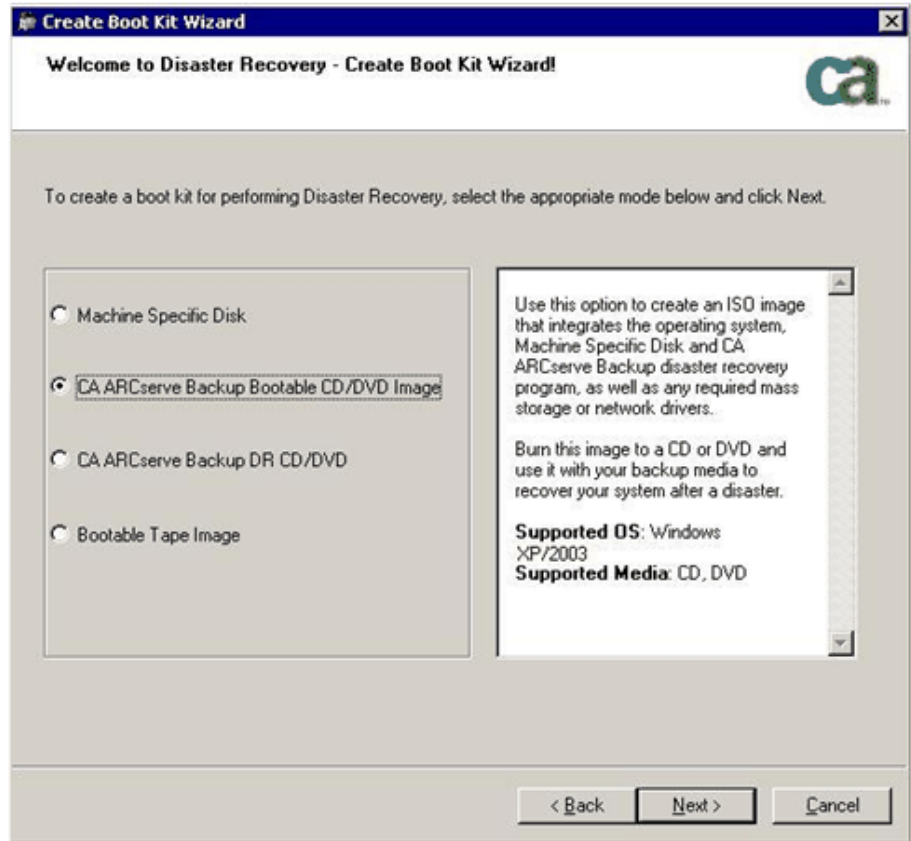 Create Boot Kit Wizard
Welcome to Disaster Recovery - Create Boot Kit Wizard!
ca
To create a boot kit for performing Disaster Recovery, select the appropriate mode below and click Next.
Machine Specific Disk
CA ARCserve Backup Bootable CD/DVD Image
CA ARCserve Backup DR CD/DVD
Bootable Tape Image
Use this option to create an ISO image
that integrates the operating system,
Machine Specific Disk and CA
ARCserve Backup disaster recovery
program, as well as any required mass
storage or network drivers.
Burn this image to a CD or DVD and
use it with your backup media to
recover your system after a disaster.
Supported OS: Windows
XP/2003
Supported Media: CD, DVD
< Back
Next >
Cancel